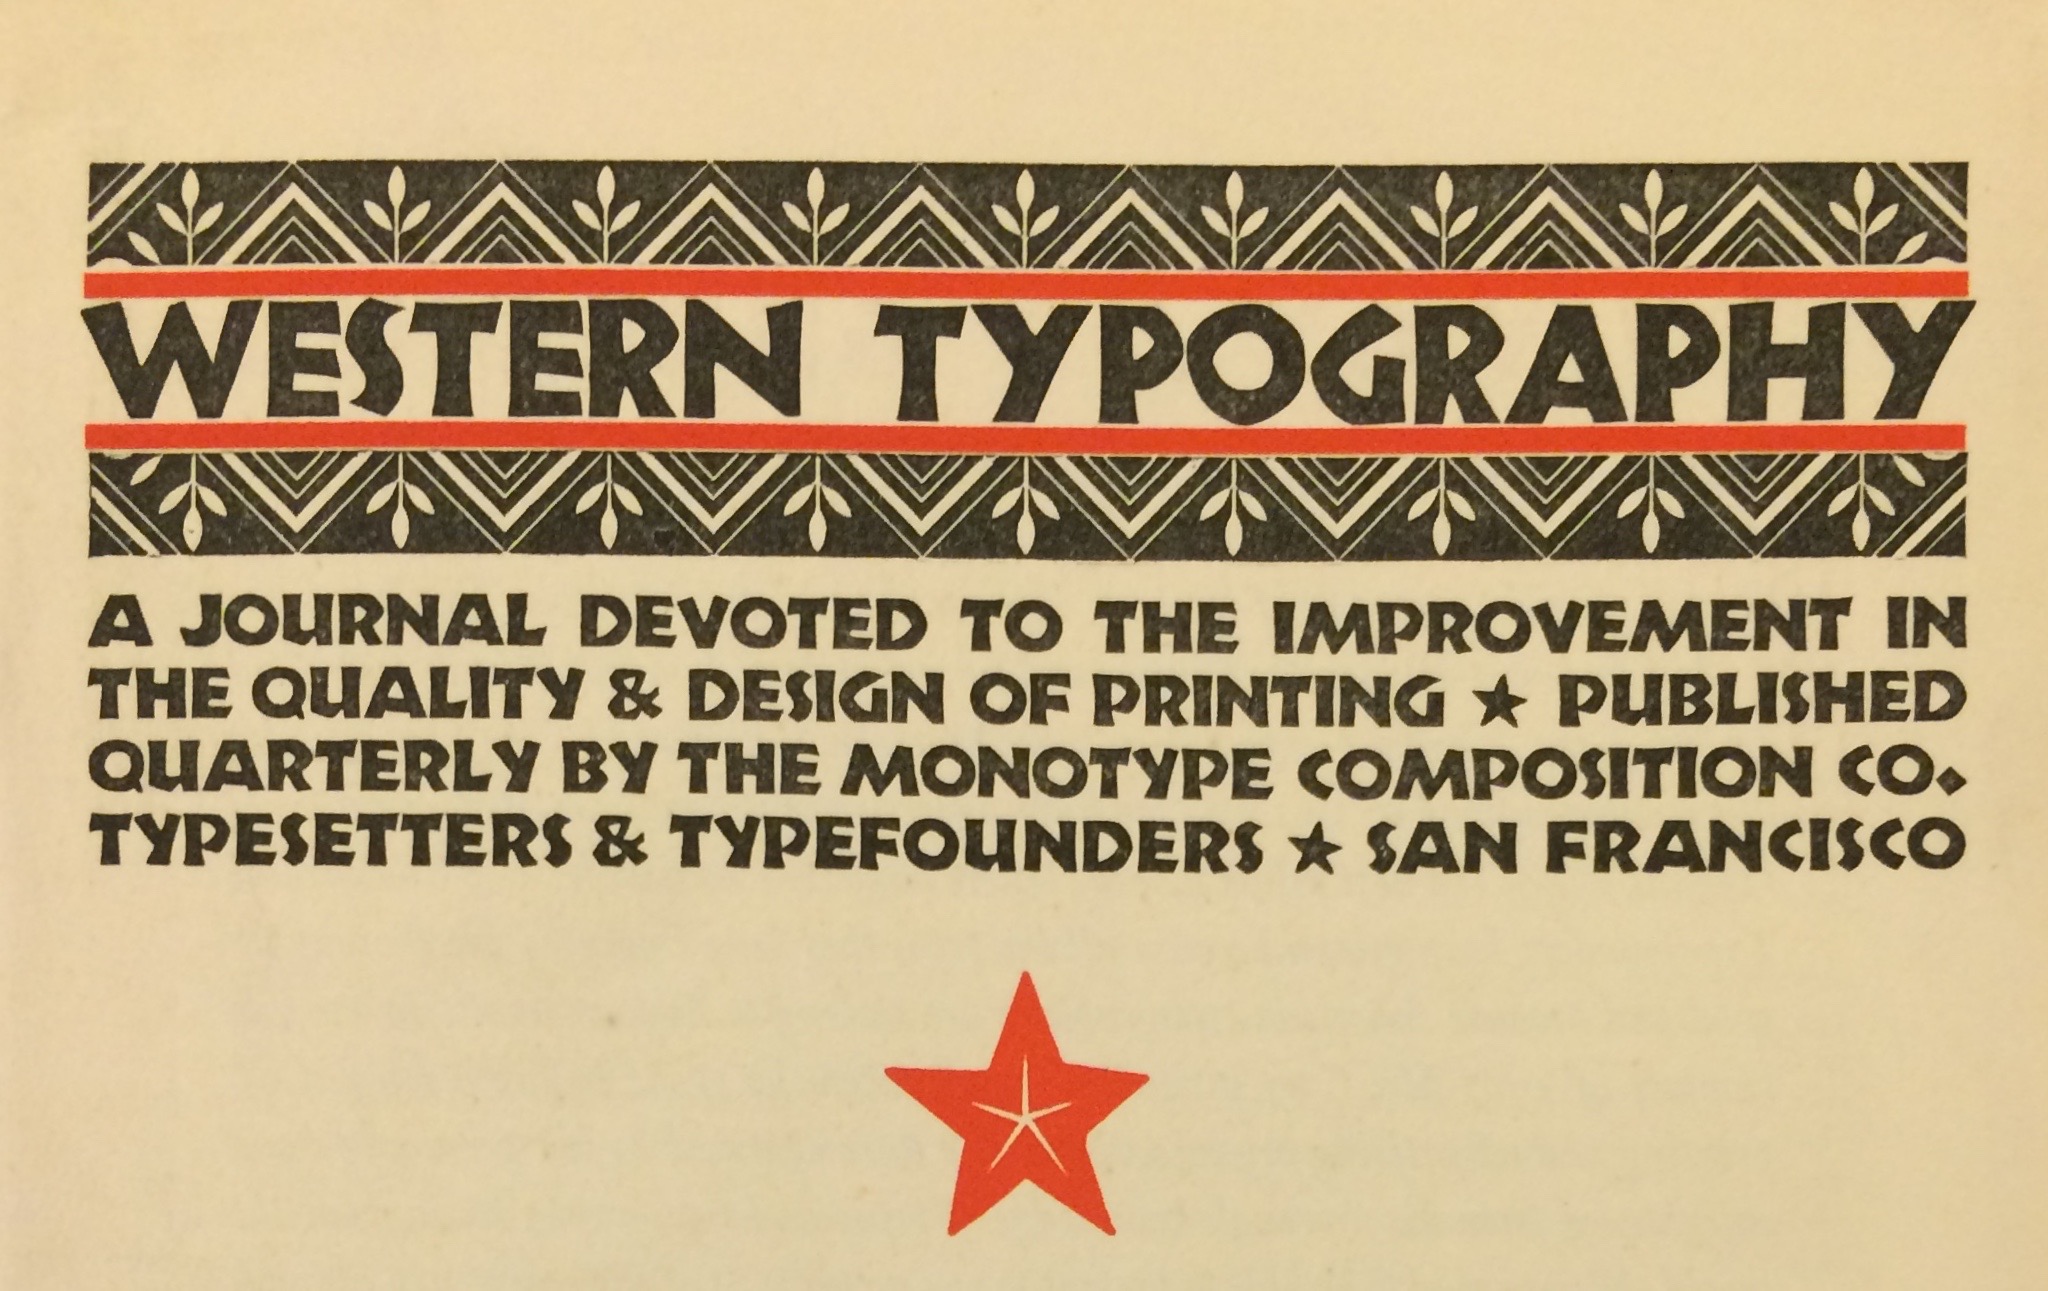 WESTERN TYPOGRAPHY
A JOURNAL DEVOTED TO THE IMPROVEMENT IN
THE QUALITY & DESIGN OF PRINTING ★ PUBLISHED
QUARTERLY BY THE MONOTYPE COMPOSITION CO.
TYPESETTERS & TYPEFOUNDERS ★ SAN FRANCISCO